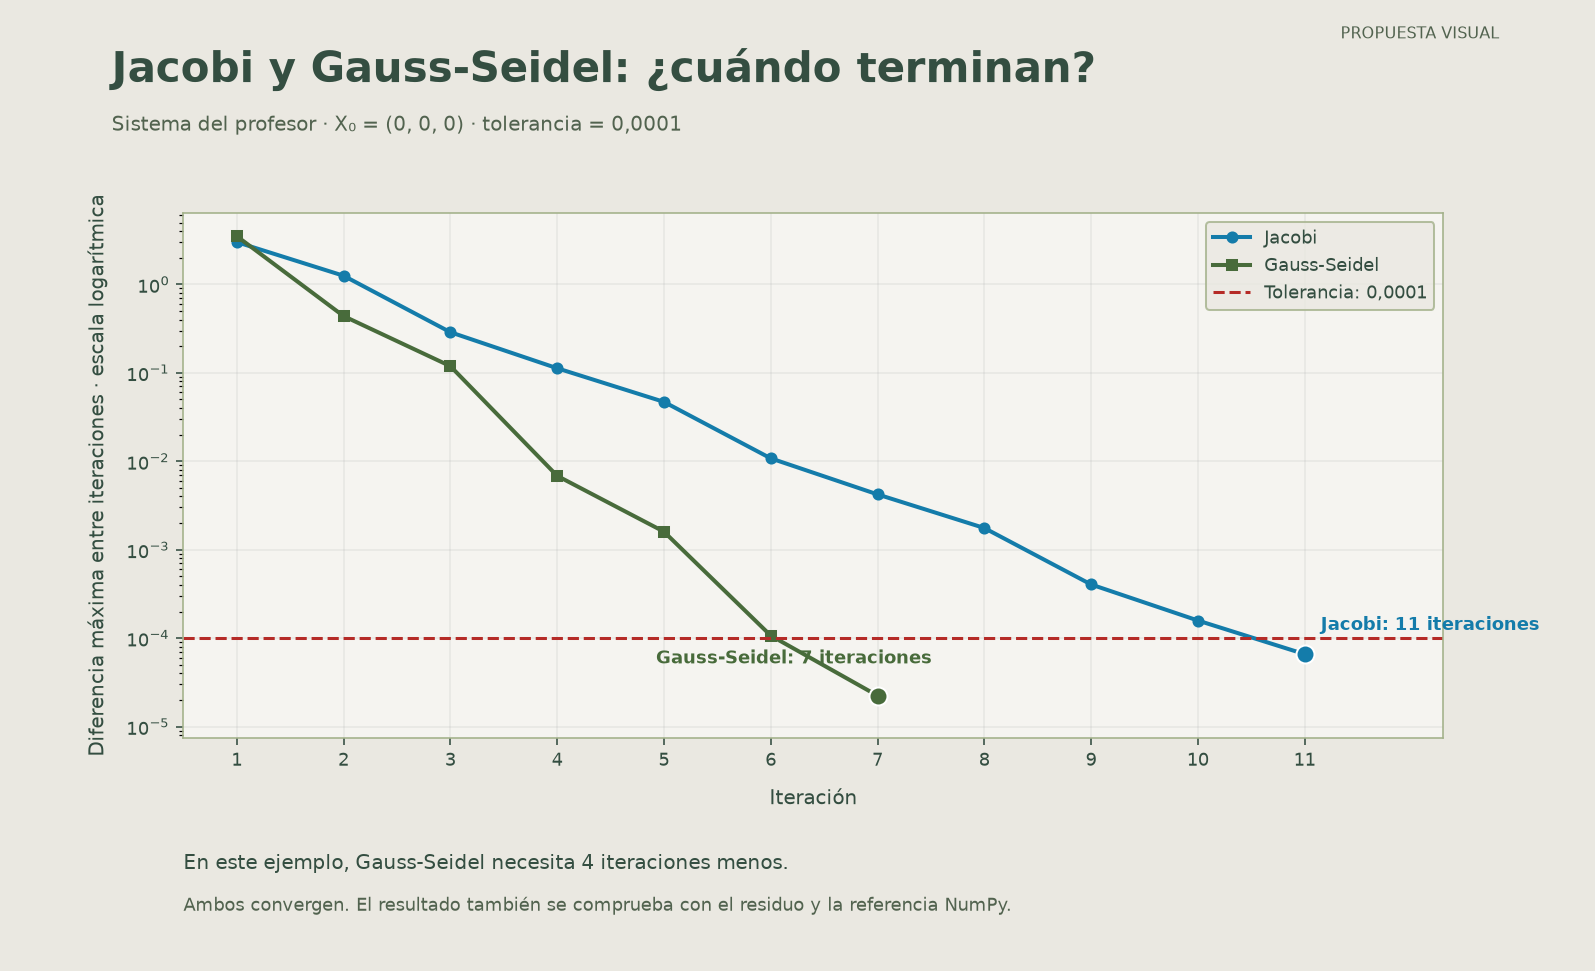 PROPUESTA VISUAL
Jacobi y Gauss-Seidel: ¿cuándo terminan?
Sistema del profesor · X₀ = (0, 0, 0) · tolerancia = 0,0001
Diferencia máxima entre iteraciones · escala logarítmica
Jacobi
Gauss-Seidel
Tolerancia: 0,0001
10⁰
10⁻¹
10⁻²
10⁻³
10⁻⁴
10⁻⁵
Jacobi: 11 iteraciones
Gauss-Seidel: 7 iteraciones
1 2 3 4 5 6 7 8 9 10 11
Iteración
En este ejemplo, Gauss-Seidel necesita 4 iteraciones menos.
Ambos convergen. El resultado también se comprueba con el residuo y la referencia NumPy.